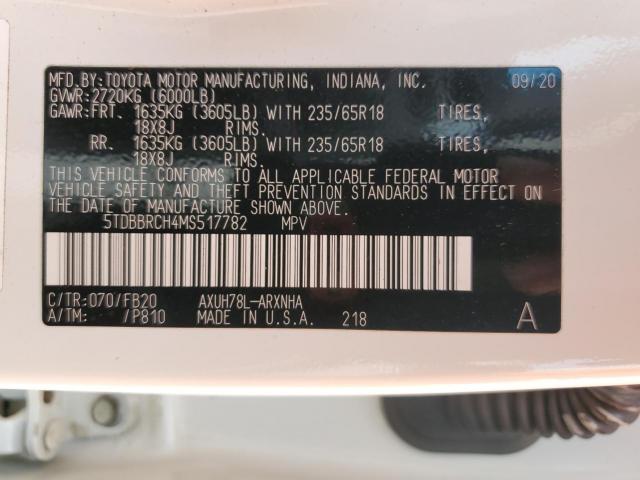 MFD.BY:TOYOTA MOTOR MANUFACTURING, INDIANA, INC. 09/20
GVWR:2720KG (6000LB)
GAWR:FRT. 1635KG (3605LB) WITH 235/65R18 TIRES,
18X8J RIMS.
RR. 1635KG (3605LB) WITH 235/65R18 TIRES,
18X8J RIMS.
THIS VEHICLE CONFORMS TO ALL APPLICABLE FEDERAL MOTOR
VEHICLE SAFETY AND THEFT PREVENTION STANDARDS IN EFFECT ON
THE DATE OF MANUFACTURE SHOWN ABOVE.
5TDBBRCH4MS517782 MPV
C/TR:070/FB20 AXUH78L-ARXNHA
A/TM: /P810 MADE IN U.S.A. 218 A